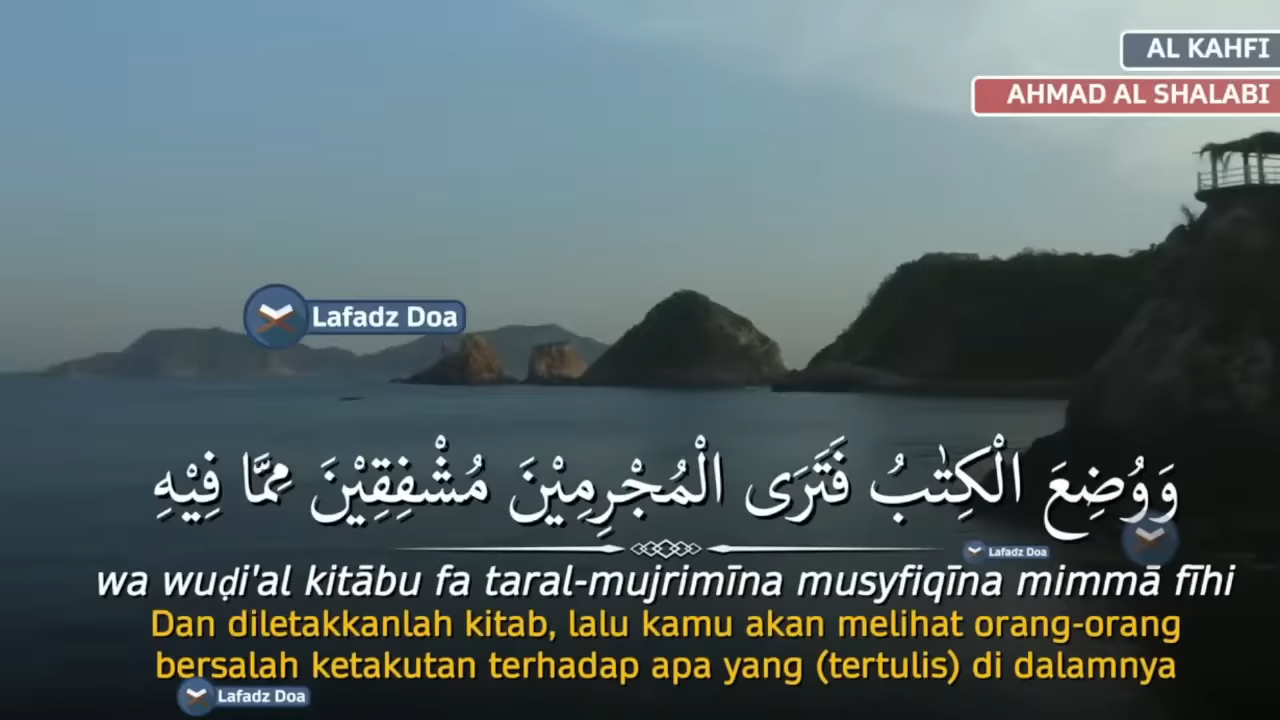 AL KAHFI
AHMAD AL SHALABI
Lafadz Doa
وَوُضِعَ الْكِتٰبُ فَتَرَى الْمُجْرِمِيْنَ مُشْفِقِيْنَ مِمَّا فِيْهِ
Lafadz Doa
wa wuḍi'al kitābu fa taral-mujrimīna musyfiqīna mimmā fīhi
Dan diletakkanlah kitab, lalu kamu akan melihat orang-orang
bersalah ketakutan terhadap apa yang (tertulis) di dalamnya
Lafadz Doa